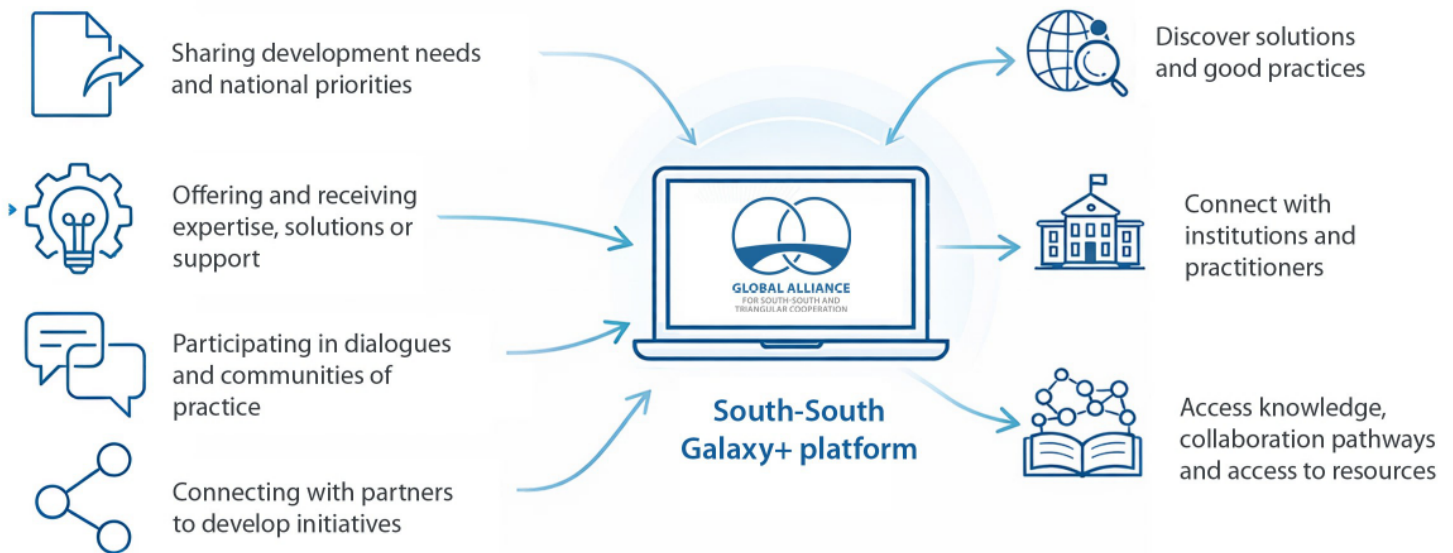 Sharing development needs
and national priorities
Offering and receiving
expertise, solutions or
support
Participating in dialogues
and communities of
practice
Connecting with partners
to develop initiatives
GLOBAL ALLIANCE
FOR SOUTH-SOUTH AND
TRIANGULAR COOPERATION
South-South
Galaxy+ platform
Discover solutions
and good practices
Connect with
institutions and
practitioners
Access knowledge,
collaboration pathways
and access to resources